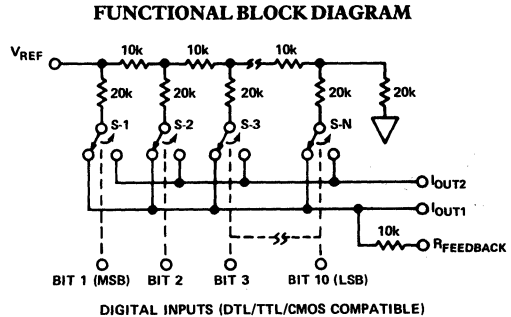 FUNCTIONAL BLOCK DIAGRAM
VREF
10k 10k 10k
20k 20k 20k 20k 20k
S-1 S-2 S-3 S-N
IOUT2
IOUT1
10k
RFEEDBACK
BIT 1 (MSB) BIT 2 BIT 3 BIT 10 (LSB)
DIGITAL INPUTS (DTL/TTL/CMOS COMPATIBLE)